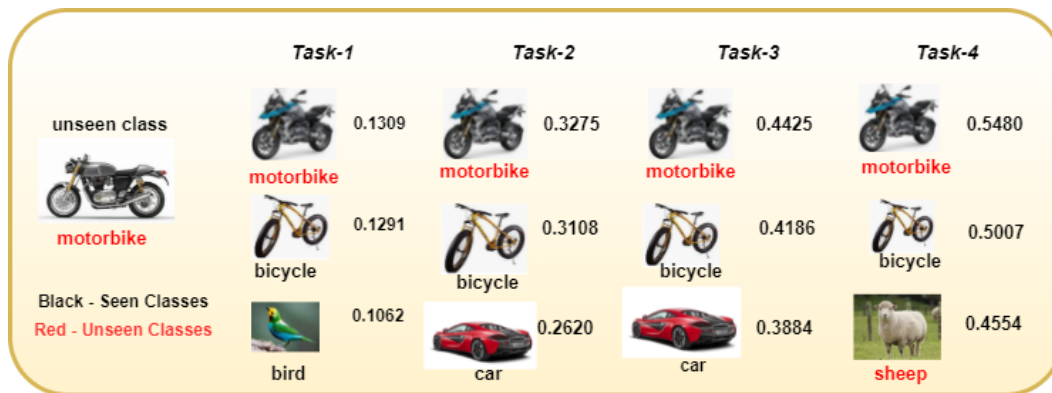 Task-1 Task-2 Task-3 Task-4
unseen class 0.1309 0.3275 0.4425 0.5480
motorbike motorbike motorbike motorbike
motorbike 0.1291 0.3108 0.4186 0.5007
bicycle bicycle bicycle bicycle
Black - Seen Classes 0.1062 0.2620 0.3884 0.4554
Red - Unseen Classes
bird car car sheep